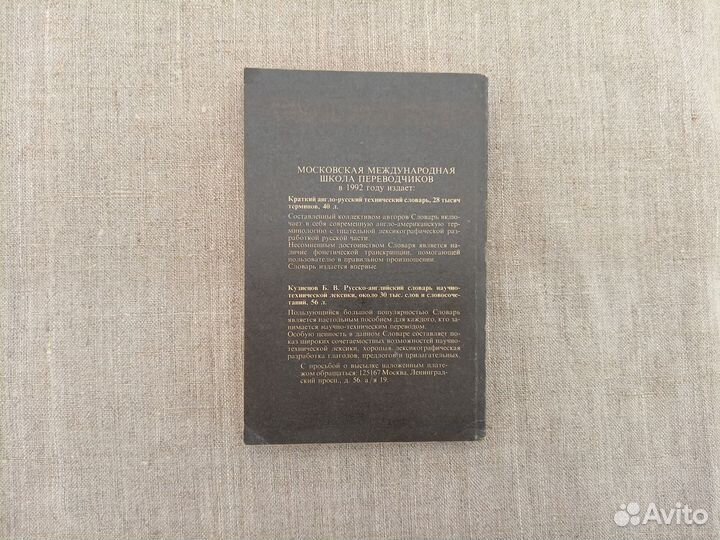 МОСКОВСКАЯ МЕЖДУНАРОДНАЯ
ШКОЛА ПЕРЕВОДЧИКОВ
в 1992 году издает:
Краткий англо-русский технический словарь, 28 тысяч
терминов, 40 л.
Составленный коллективом авторов Словарь вклю-
чает в себя современную англо-американскую тер-
минологию с тщательной лексикографической раз-
работкой русской части.
Несомненным достоинством Словаря является на-
личие фонетической транскрипции, помогающей
пользователю в правильном произношении.
Словарь издается впервые.
Кузнецов Б. В. Русско-английский словарь научно-
технической лексики, около 30 тыс. слов и словосоче-
таний, 56 л.
Пользующийся большой популярностью Словарь
является настольным пособием для каждого, кто за-
нимается научно-техническим переводом.
Особую ценность в данном Словаре составляет по-
каз широких сочетаемостных возможностей научно-
технической лексики, хорошая лексикографическая
разработка глаголов, предлогов и прилагательных.
С просьбой о высылке наложенным плате-
жом обращаться: 125167 Москва, Ленинград-
ский просп., д. 56. а/я 19.
Avito